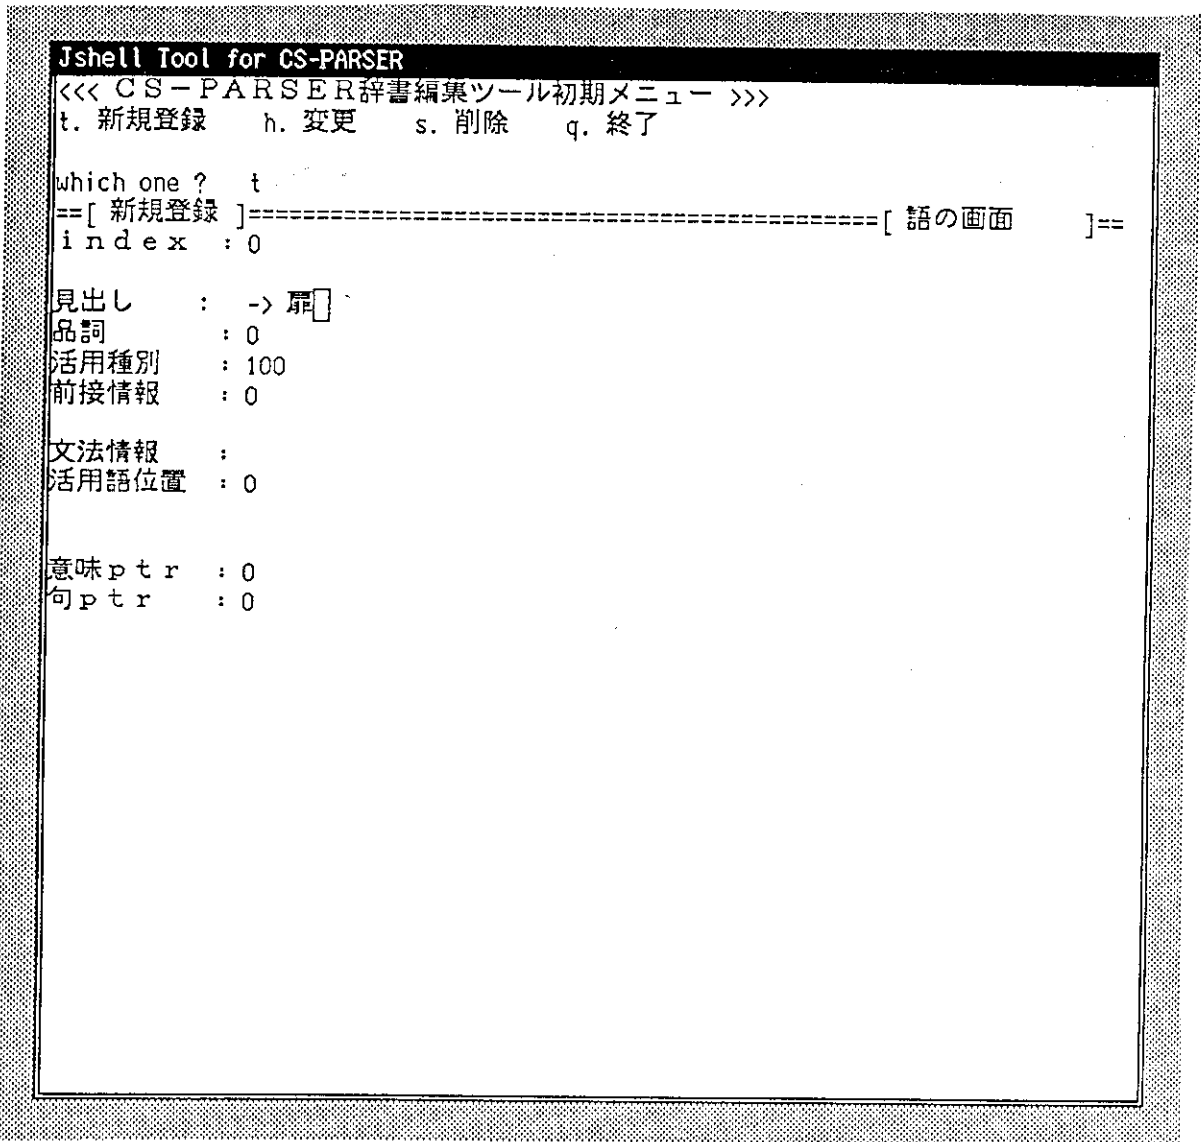 Jshell Tool for CS-PARSER
<<< ＣＳ－ＰＡＲＳＥＲ辞書編集ツール初期メニュー >>>
t. 新規登録　　h. 変更　　s. 削除　　q. 終了
which one ?　t
==[ 新規登録 ]==========================================[ 語の画面　　　]==
ｉｎｄｅｘ　: 0
見出し　　:　-> 扉
品詞　　　　: 0
活用種別　　: 100
前接情報　　: 0
文法情報　　:
活用語位置　: 0
意味ｐｔｒ　: 0
句ｐｔｒ　　: 0